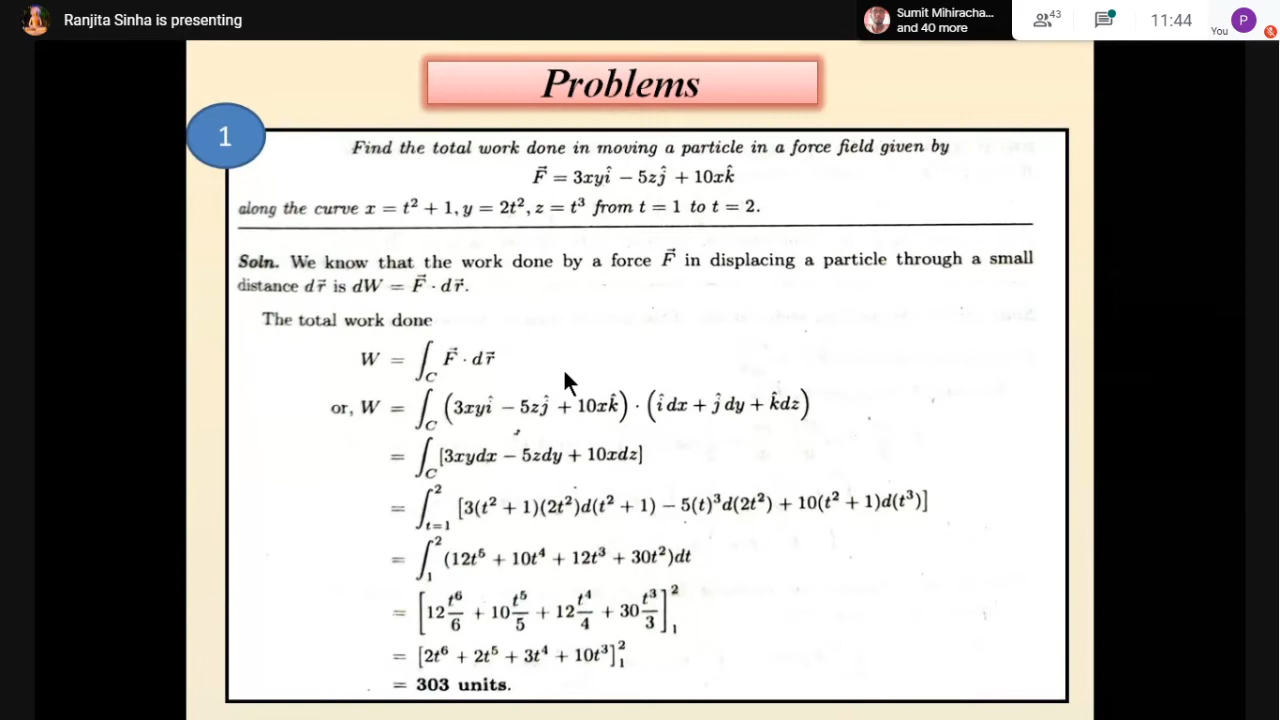 Ranjita Sinha is presenting
Sumit Mihiracha...
and 40 more
43
11:44
You
P
Problems
1
Find the total work done in moving a particle in a force field given by
F⃗ = 3xyî − 5zĵ + 10xk̂
along the curve x = t² + 1, y = 2t², z = t³ from t = 1 to t = 2.
Soln. We know that the work done by a force F⃗ in displacing a particle through a small
distance dr⃗ is dW = F⃗ · dr⃗.
The total work done
W = ∫_C F⃗ · dr⃗
or, W = ∫_C (3xyî − 5zĵ + 10xk̂) · (îdx + ĵdy + k̂dz)
= ∫_C [3xydx − 5zdy + 10xdz]
= ∫_{t=1}^{2} [3(t² + 1)(2t²)d(t² + 1) − 5(t)³d(2t²) + 10(t² + 1)d(t³)]
= ∫_1^2 (12t⁵ + 10t⁴ + 12t³ + 30t²)dt
= [12 t⁶/6 + 10 t⁵/5 + 12 t⁴/4 + 30 t³/3]_1^2
= [2t⁶ + 2t⁵ + 3t⁴ + 10t³]_1^2
= 303 units.